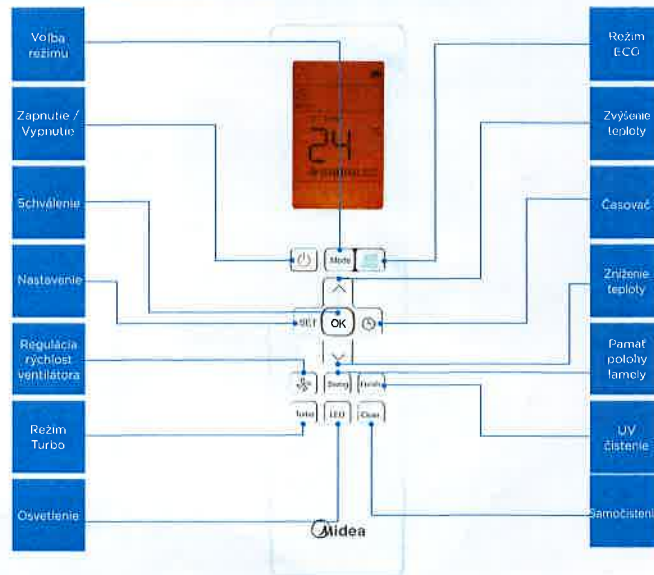 Voľba
režimu
Zapnutie /
Vypnutie
Schválenie
Nastavenie
Regulácia
rýchlosť
ventilátora
Režim
Turbo
Osvetlenie
24
Mode
SET
OK
Swing
Fresh
Turbo
LED
Clean
Midea
Režim
ECO
Zvýšenie
teploty
Časovač
Zníženie
teploty
Pamäť
polohy
lamely
UV
čistenie
Samočistenie